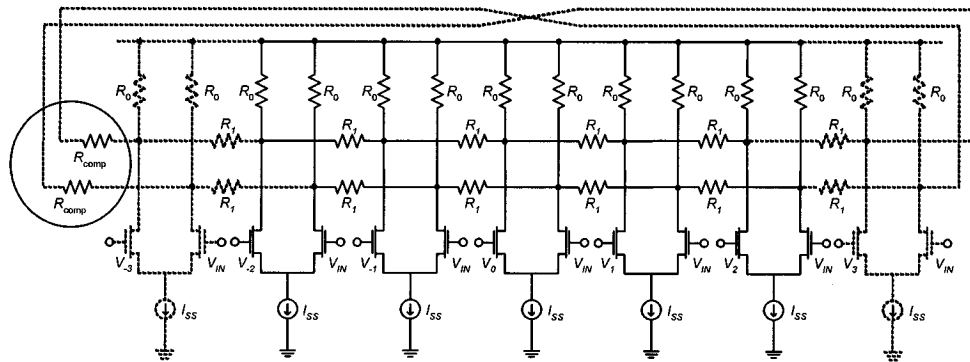 R0 R0 R0 R0 R0 R0 R0 R0 R0 R0 R0 R0 R0 R0
Rcomp R1 R1 R1 R1 R1 R1
Rcomp R1 R1 R1 R1 R1 R1
V-3 VIN V-2 VIN V-1 VIN V0 VIN V1 VIN V2 VIN V3 VIN
ISS ISS ISS ISS ISS ISS ISS